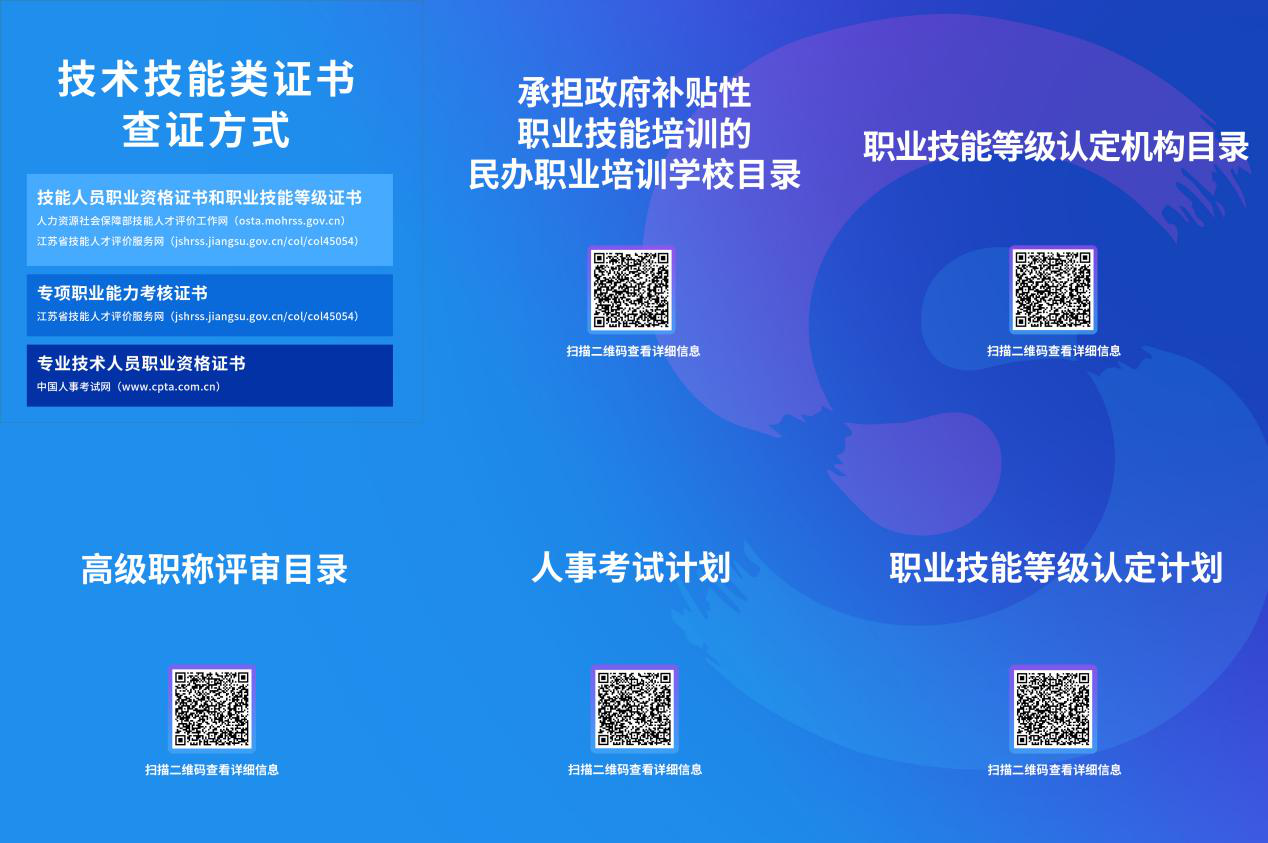 技术技能类证书
查证方式
技能人员职业资格证书和职业技能等级证书
人力资源社会保障部技能人才评价工作网（osta.mohrss.gov.cn）
江苏省技能人才评价服务网（jshrss.jiangsu.gov.cn/col/col45054）
专项职业能力考核证书
江苏省技能人才评价服务网（jshrss.jiangsu.gov.cn/col/col45054）
专业技术人员职业资格证书
中国人事考试网（www.cpta.com.cn）
承担政府补贴性
职业技能培训的
民办职业培训学校目录
扫描二维码查看详细信息
职业技能等级认定机构目录
扫描二维码查看详细信息
高级职称评审目录
扫描二维码查看详细信息
人事考试计划
扫描二维码查看详细信息
职业技能等级认定计划
扫描二维码查看详细信息